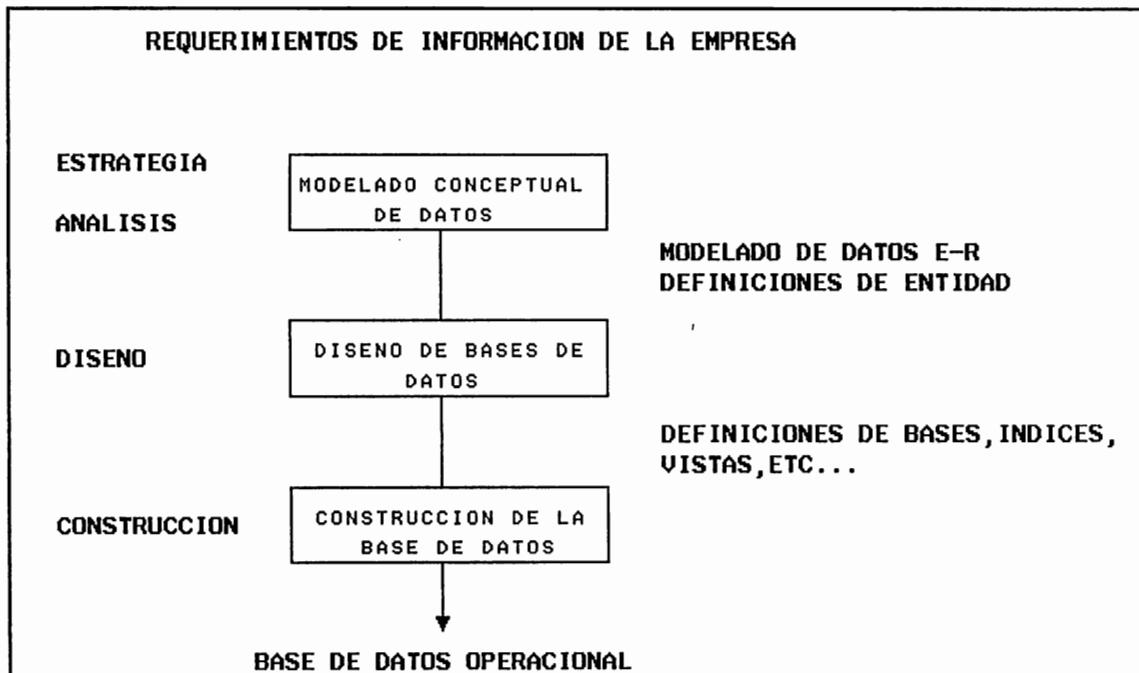 REQUERIMIENTOS DE INFORMACION DE LA EMPRESA
ESTRATEGIA
MODELADO CONCEPTUAL
DE DATOS
ANALISIS
MODELADO DE DATOS E-R
DEFINICIONES DE ENTIDAD
DISENO
DISENO DE BASES DE
DATOS
DEFINICIONES DE BASES,INDICES,
VISTAS,ETC...
CONSTRUCCION
CONSTRUCCION DE LA
BASE DE DATOS
BASE DE DATOS OPERACIONAL